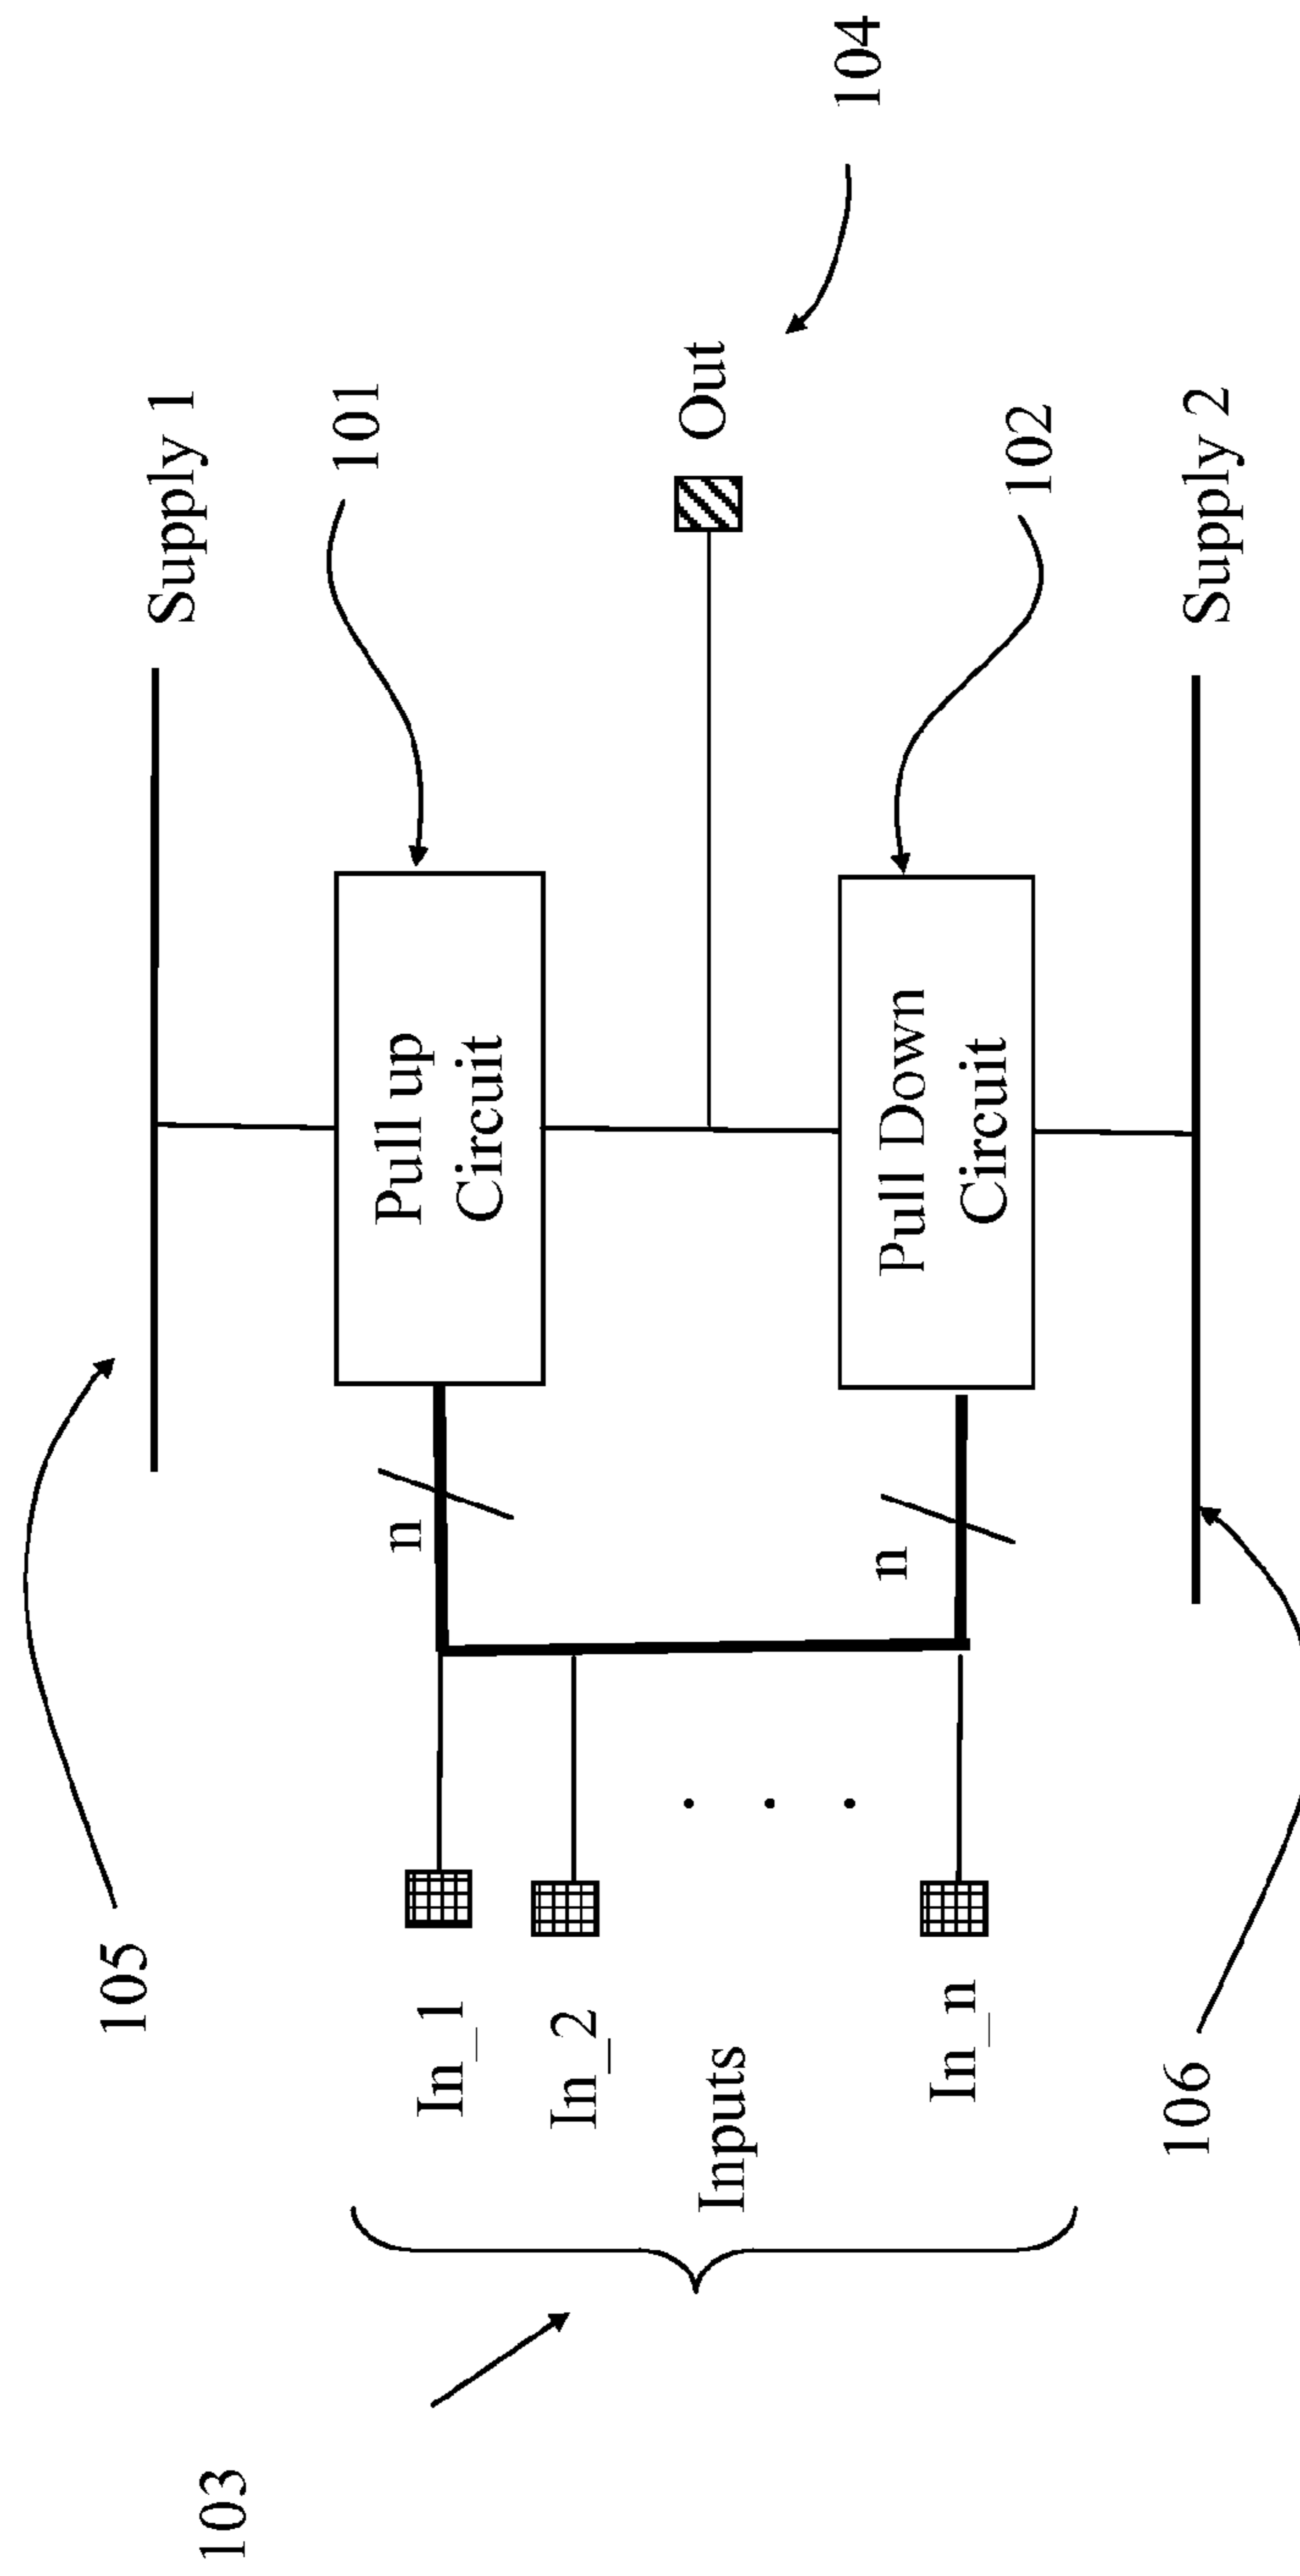 105
Supply 1
101
Pull up
Circuit
n
In_1
In_2
Inputs
103
Out
104
n
Pull Down
Circuit
In_n
102
106
Supply 2